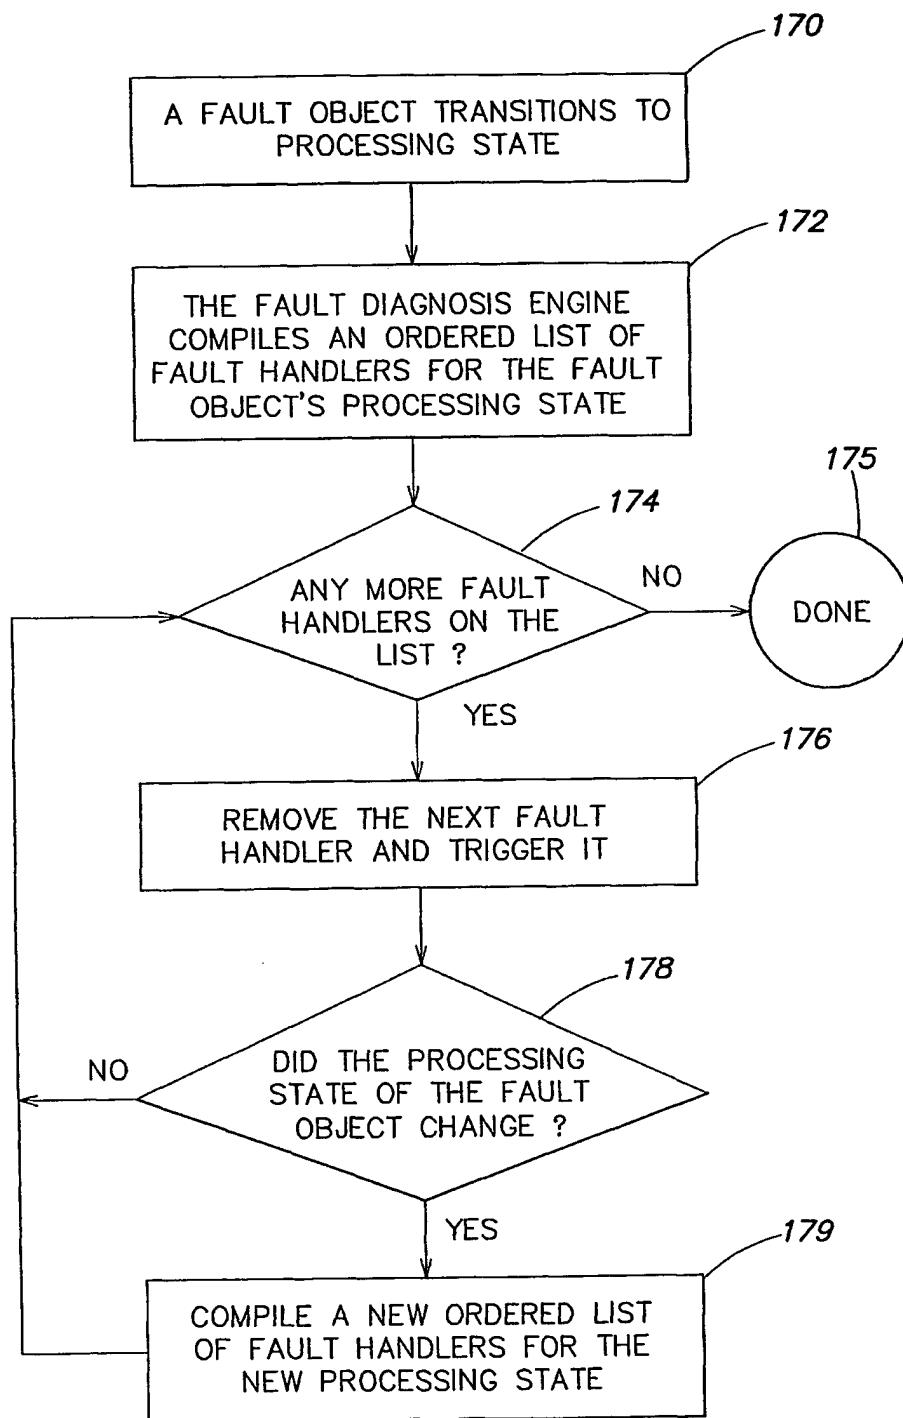 170
A FAULT OBJECT TRANSITIONS TO
PROCESSING STATE
172
THE FAULT DIAGNOSIS ENGINE
COMPILES AN ORDERED LIST OF
FAULT HANDLERS FOR THE FAULT
OBJECT'S PROCESSING STATE
174
175
ANY MORE FAULT
HANDLERS ON THE
LIST ?
NO
DONE
YES
176
REMOVE THE NEXT FAULT
HANDLER AND TRIGGER IT
178
DID THE PROCESSING
STATE OF THE FAULT
OBJECT CHANGE ?
NO
YES
179
COMPILE A NEW ORDERED LIST
OF FAULT HANDLERS FOR THE
NEW PROCESSING STATE